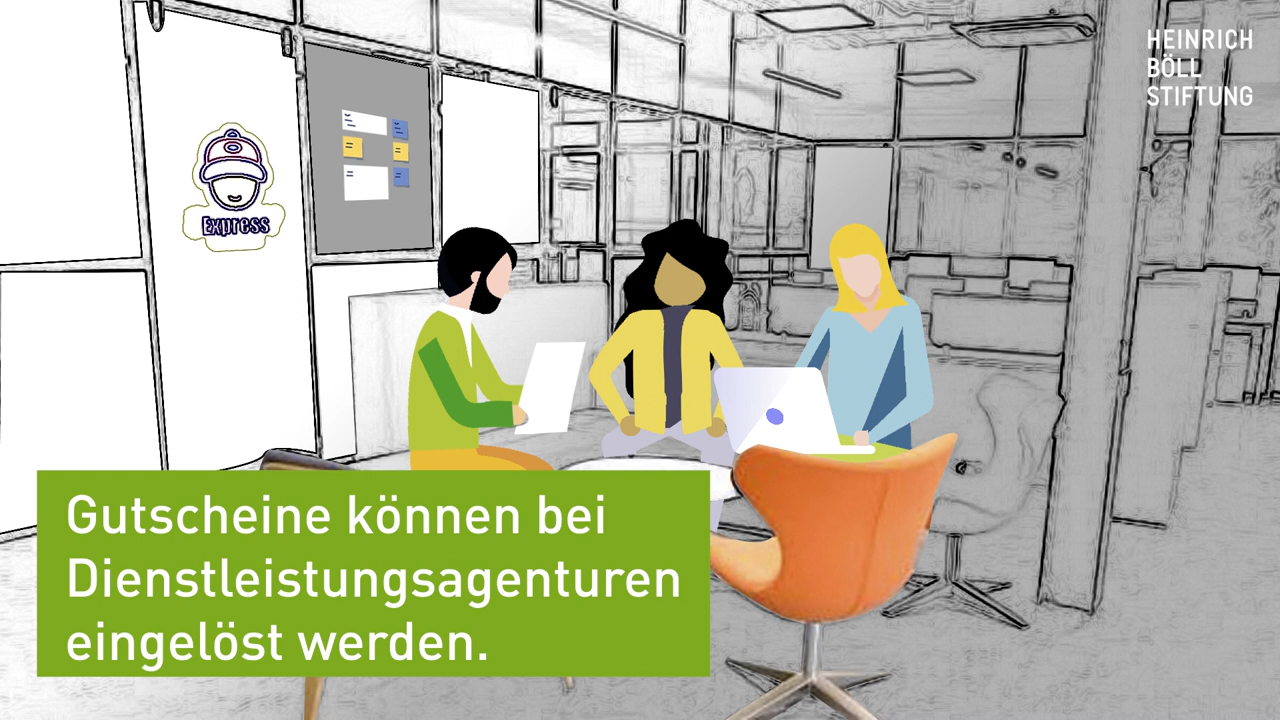 HEINRICH
BÖLL
STIFTUNG
Express
Gutscheine können bei
Dienstleistungsagenturen
eingelöst werden.